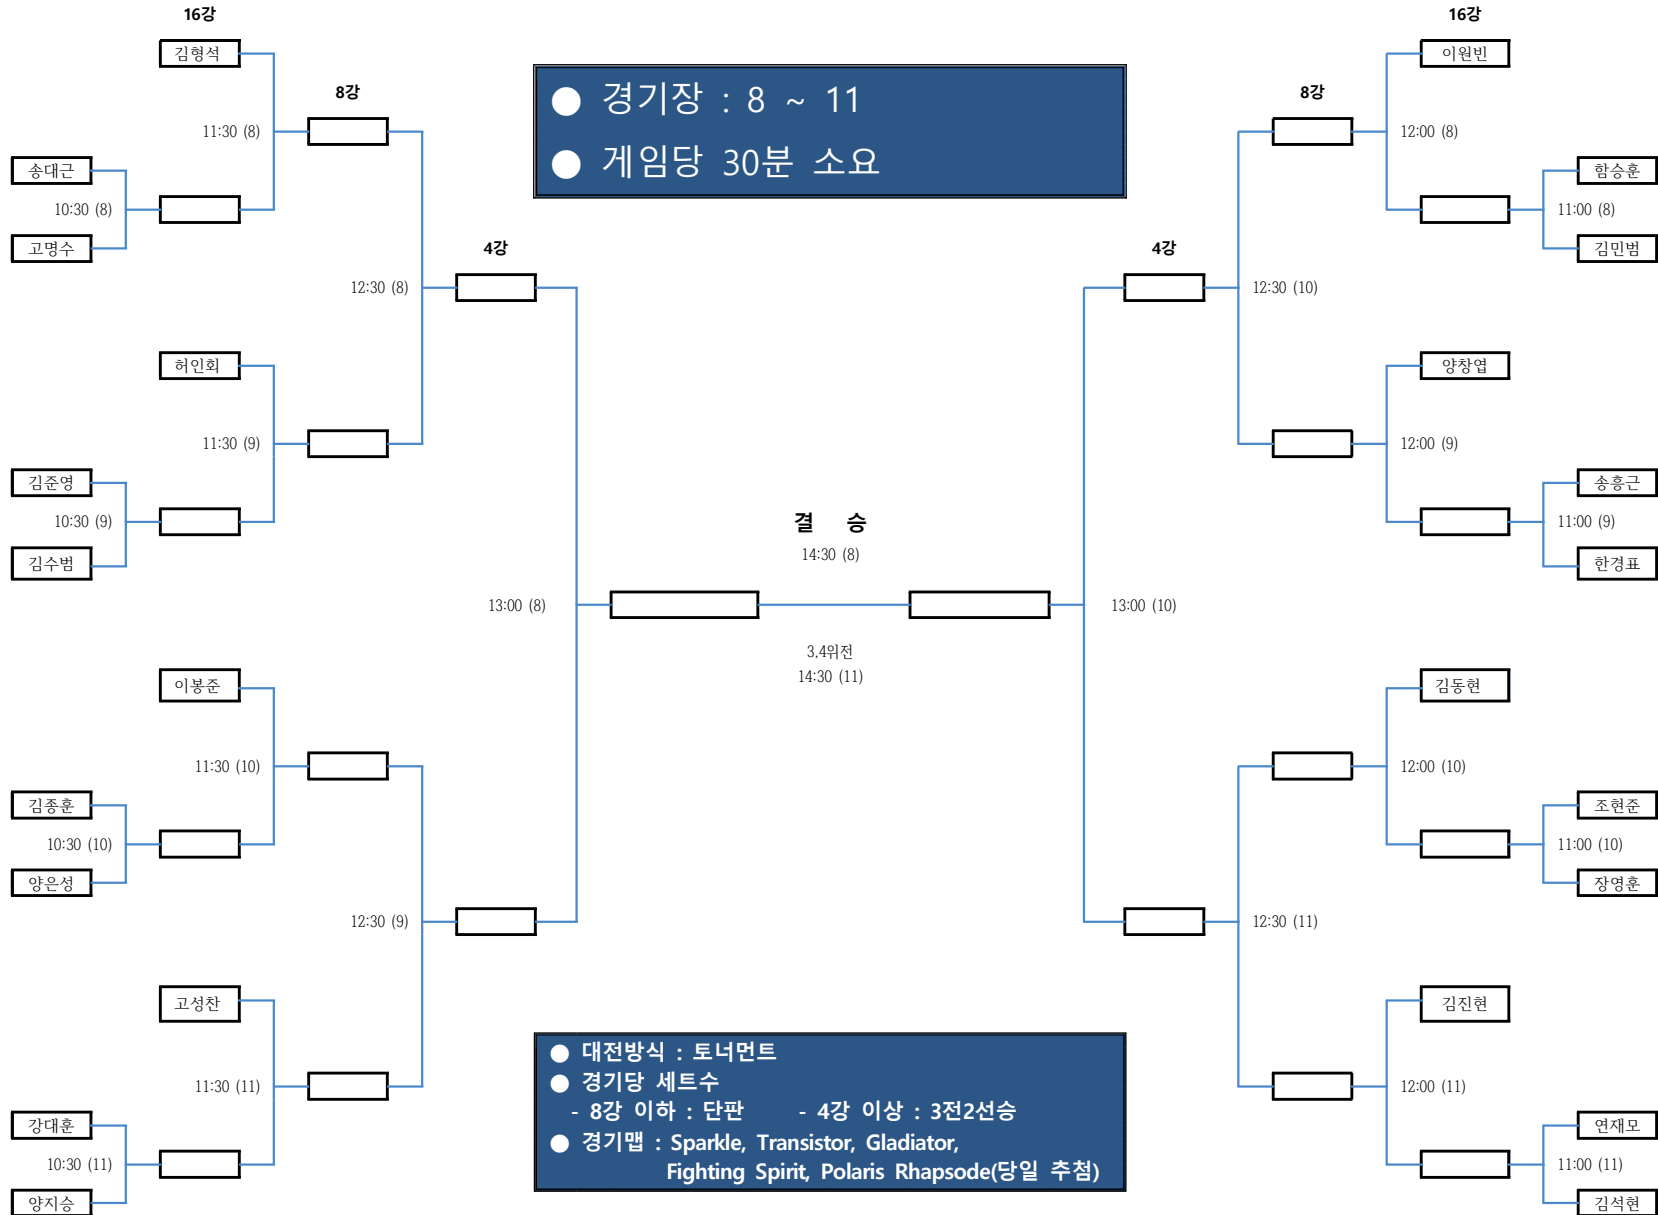 16강
16강
김형석
이원빈
8강
8강
● 경기장 : 8 ~ 11
● 게임당 30분 소요
11:30 (8)
12:00 (8)
송대근
함승훈
10:30 (8)
11:00 (8)
고명수
김민범
4강
4강
12:30 (8)
12:30 (10)
허인회
양창엽
11:30 (9)
12:00 (9)
김준영
송흥근
10:30 (9)
11:00 (9)
김수범
한경표
결 승
14:30 (8)
13:00 (8)
13:00 (10)
3,4위전
14:30 (11)
이봉준
김동현
11:30 (10)
12:00 (10)
김종훈
조현준
10:30 (10)
11:00 (10)
양은성
장영훈
12:30 (9)
12:30 (11)
고성찬
김진현
11:30 (11)
12:00 (11)
강대훈
연재모
10:30 (11)
11:00 (11)
양지승
김석현
● 대전방식 : 토너먼트
● 경기당 세트수
- 8강 이하 : 단판 - 4강 이상 : 3전2선승
● 경기맵 : Sparkle, Transistor, Gladiator,
Fighting Spirit, Polaris Rhapsode(당일 추첨)